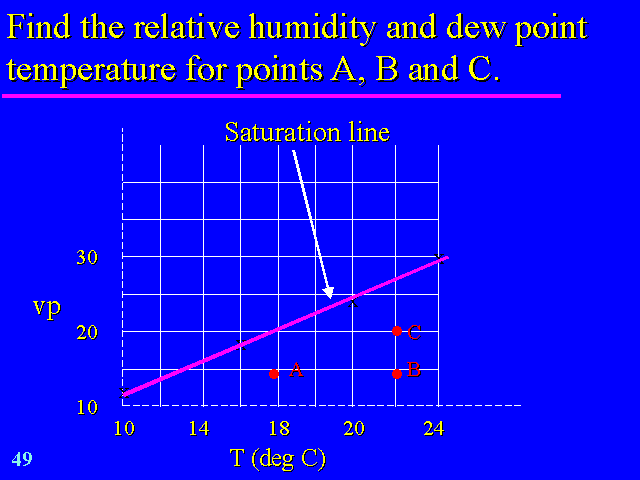 Find the relative humidity and dew point
temperature for points A, B and C.
Saturation line
30
vp
20
C
A
B
10
10 14 18 20 24
49
T (deg C)